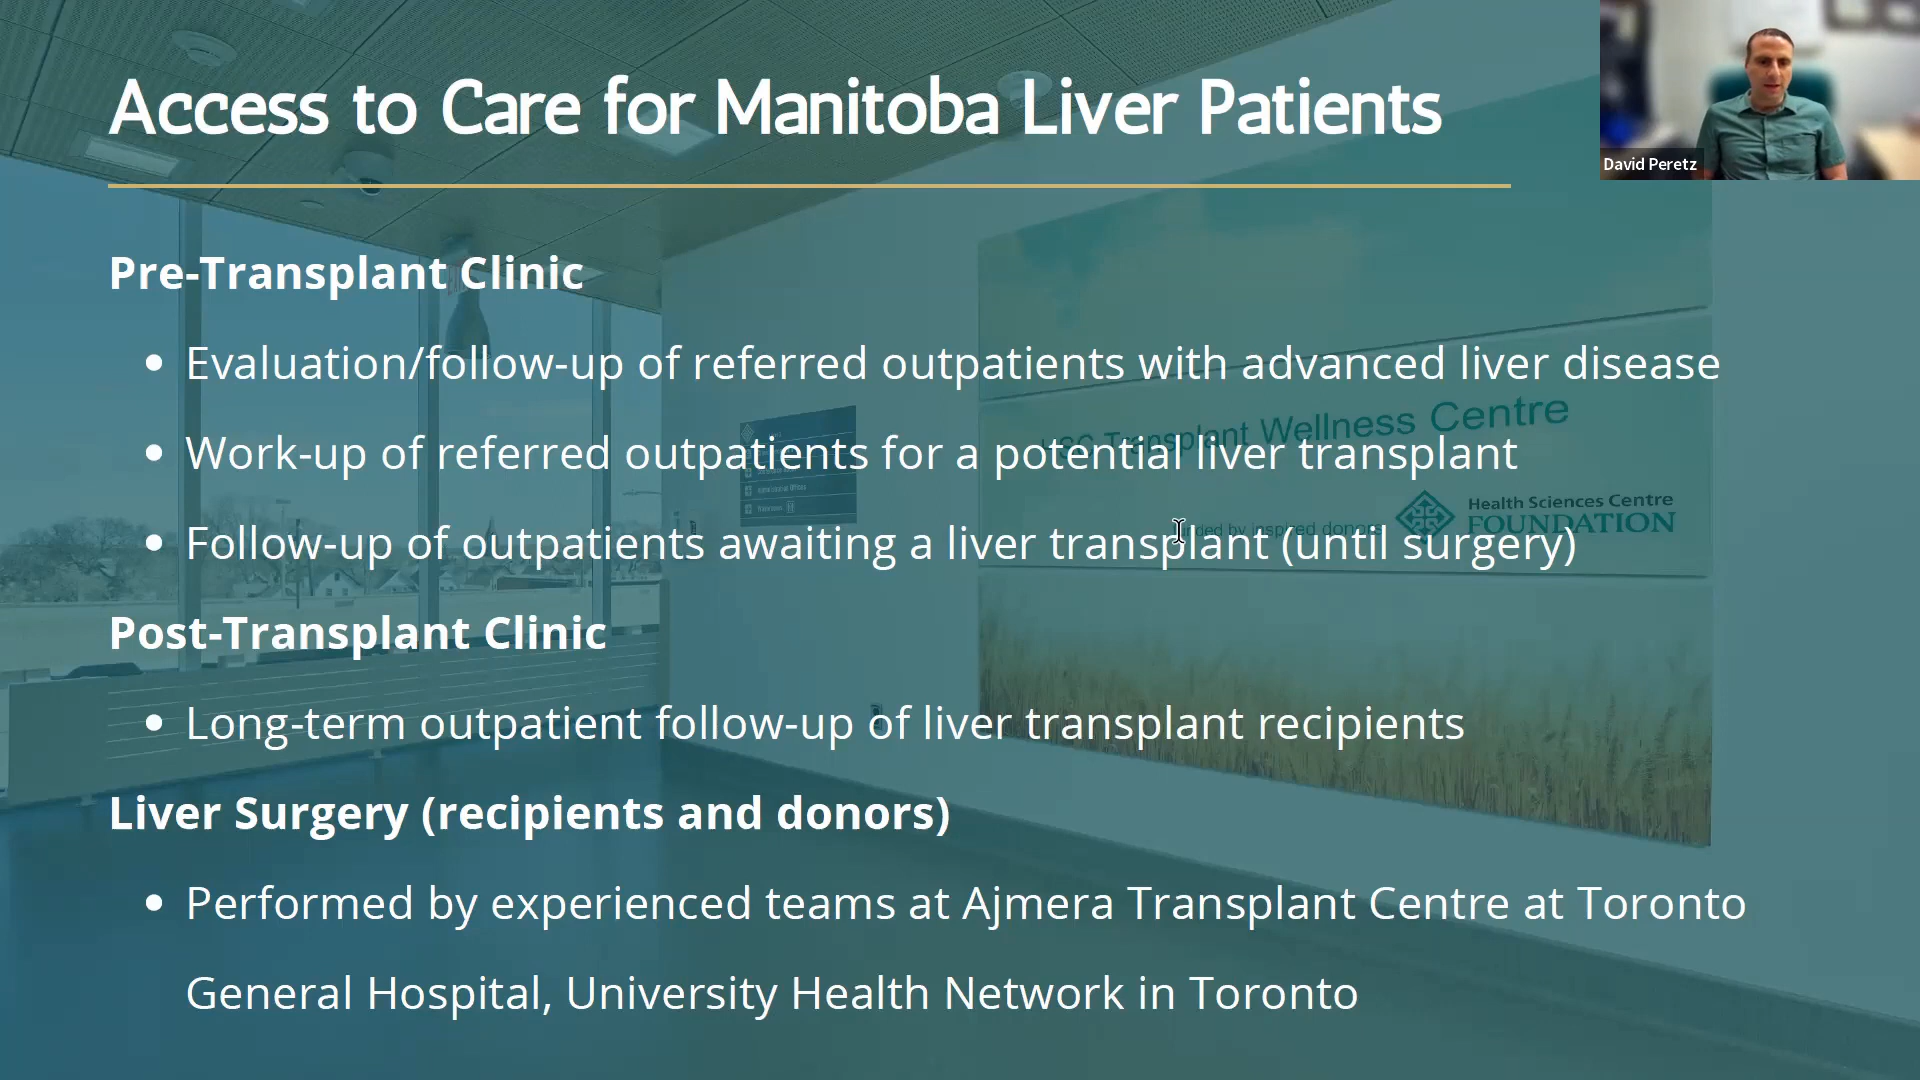 Access to Care for Manitoba Liver Patients
David Peretz
Pre-Transplant Clinic
Evaluation/follow-up of referred outpatients with advanced liver disease
Transplant Wellness Centre
Work-up of referred outpatients for a potential liver transplant
Health Sciences Centre
FOUNDATION
by inspired donors
Follow-up of outpatients awaiting a liver transplant (until surgery)
Post-Transplant Clinic
Long-term outpatient follow-up of liver transplant recipients
Liver Surgery (recipients and donors)
Performed by experienced teams at Ajmera Transplant Centre at Toronto
General Hospital, University Health Network in Toronto